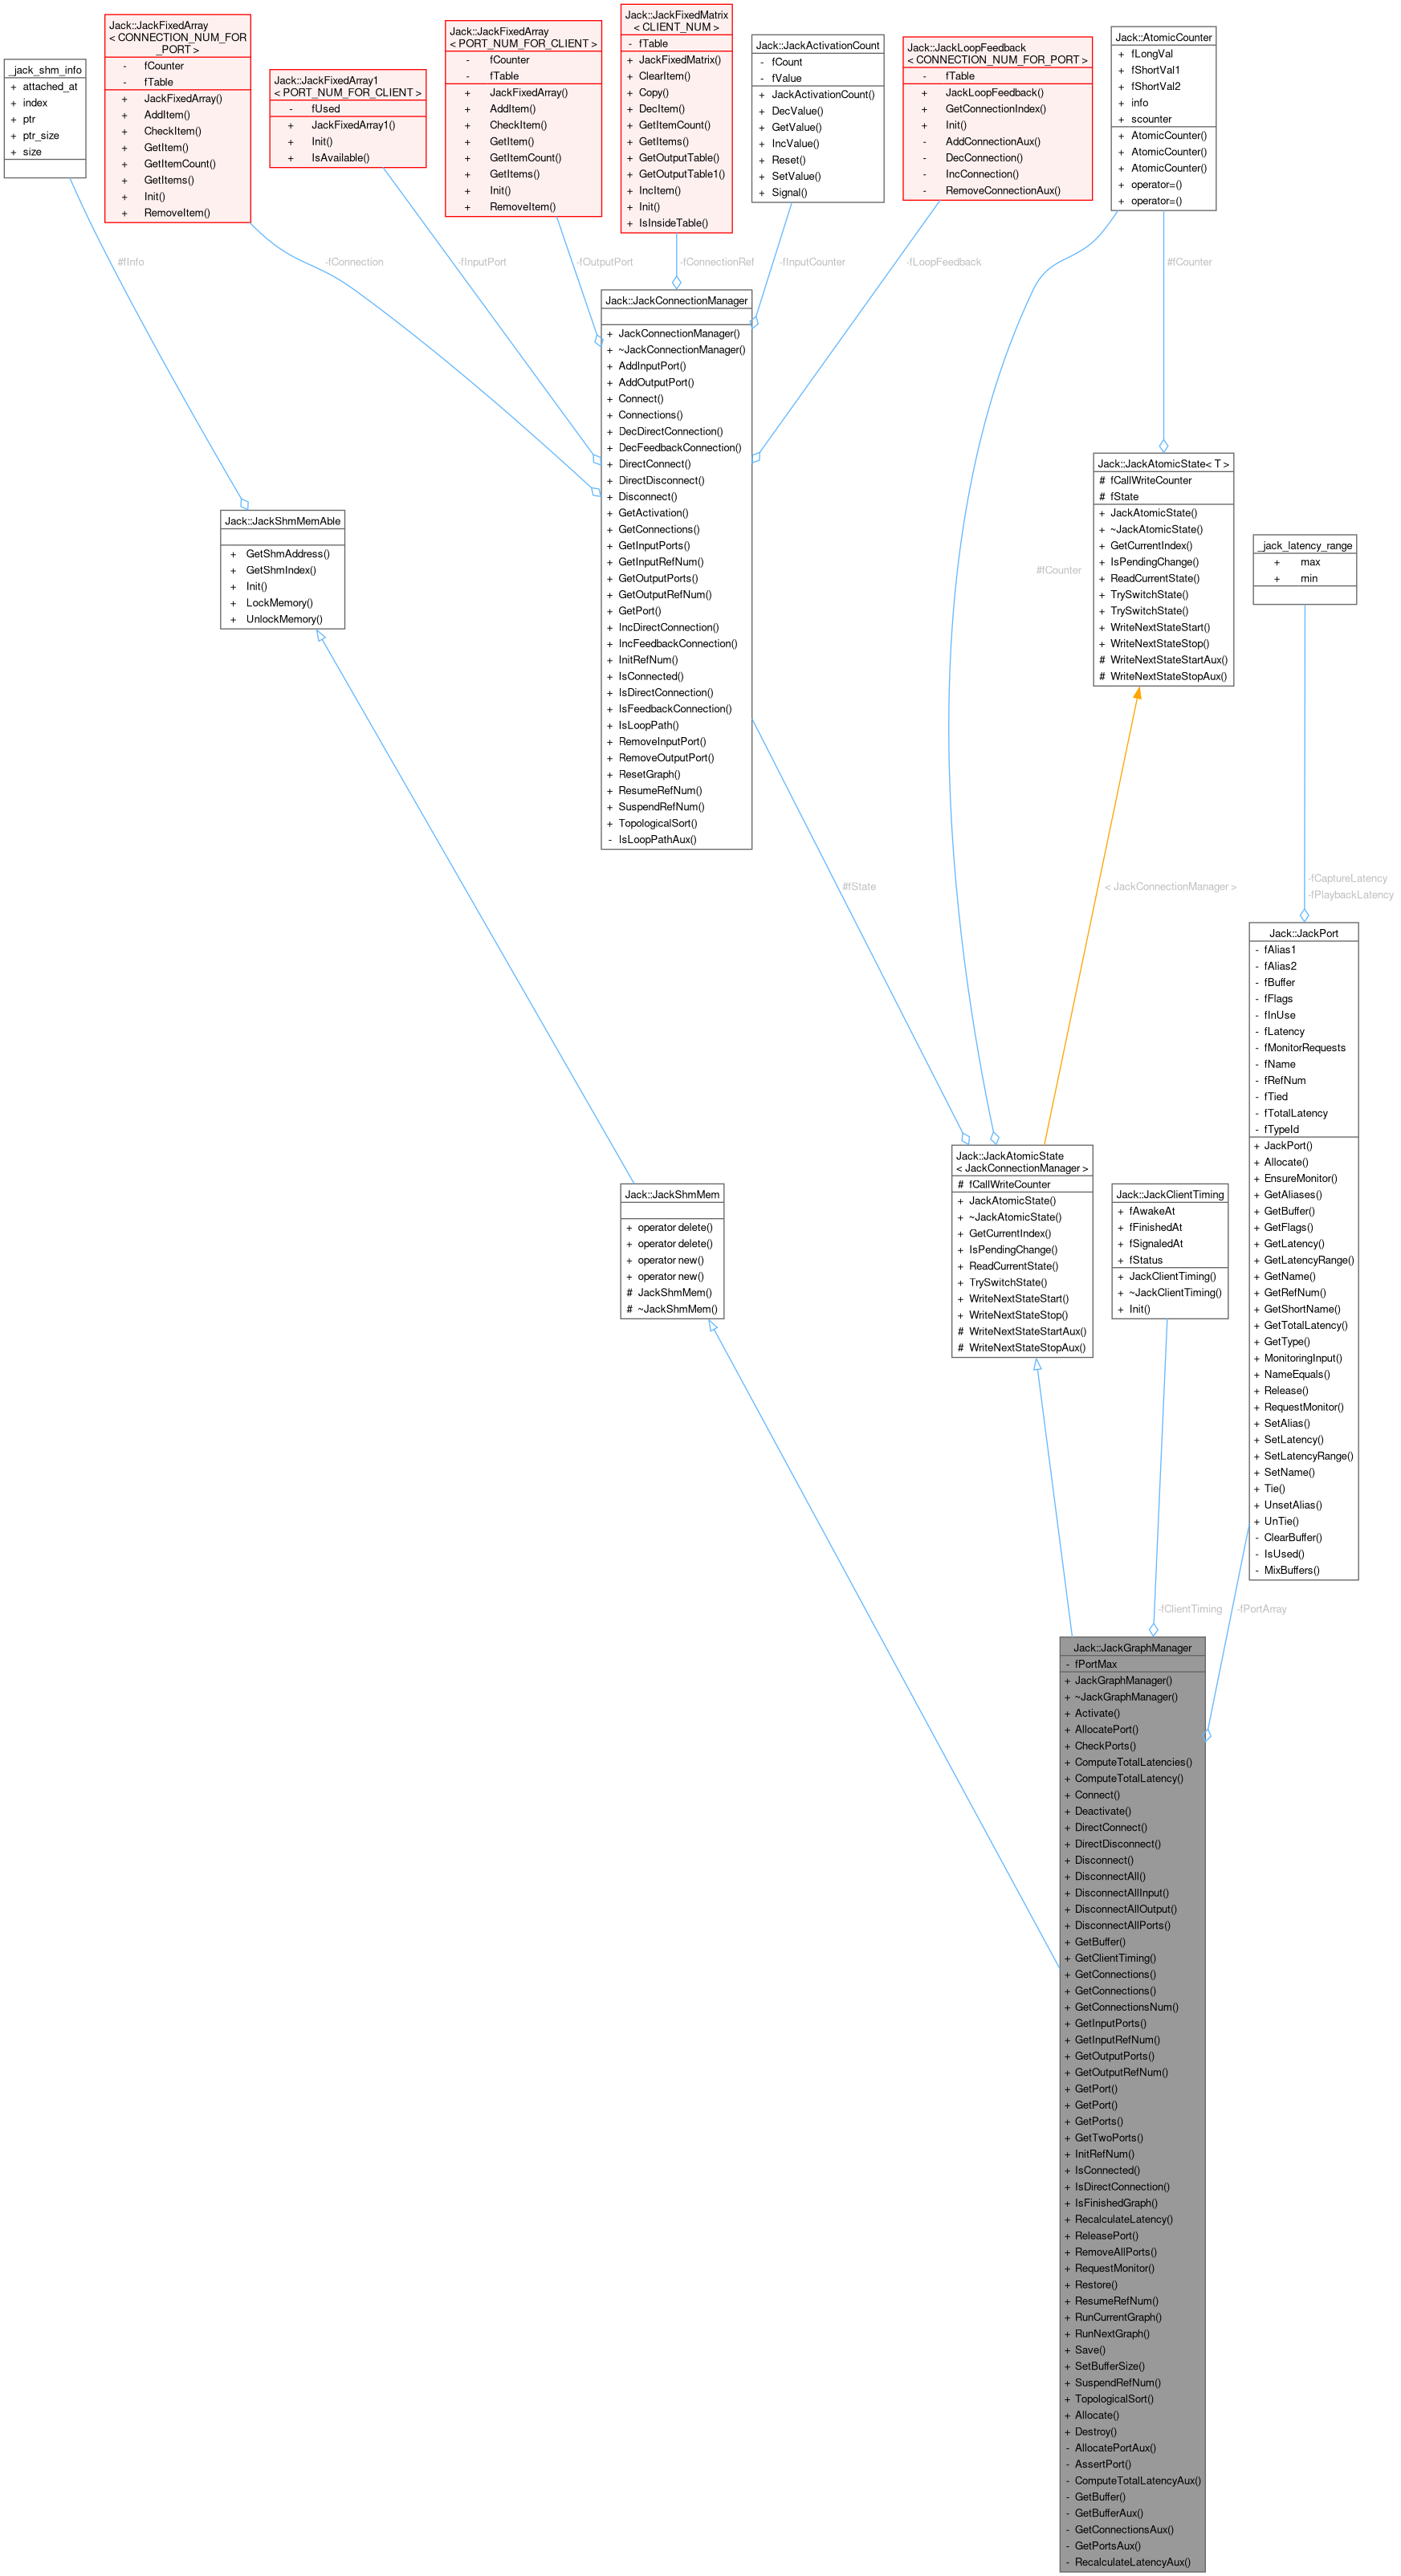 _jack_shm_info
+ attached_at
+ index
+ ptr
+ ptr_size
+ size
Jack::JackFixedArray
< CONNECTION_NUM_FOR
_PORT >
- fCounter
- fTable
+ JackFixedArray()
+ AddItem()
+ CheckItem()
+ GetItem()
+ GetItemCount()
+ GetItems()
+ Init()
+ RemoveItem()
Jack::JackFixedArray1
< PORT_NUM_FOR_CLIENT >
- fUsed
+ JackFixedArray1()
+ Init()
+ IsAvailable()
Jack::JackFixedArray
< PORT_NUM_FOR_CLIENT >
- fCounter
- fTable
+ JackFixedArray()
+ AddItem()
+ CheckItem()
+ GetItem()
+ GetItemCount()
+ GetItems()
+ Init()
+ RemoveItem()
Jack::JackFixedMatrix
< CLIENT_NUM >
- fTable
+ JackFixedMatrix()
+ ClearItem()
+ Copy()
+ DecItem()
+ GetItemCount()
+ GetItems()
+ GetOutputTable()
+ GetOutputTable1()
+ IncItem()
+ Init()
+ IsInsideTable()
Jack::JackActivationCount
- fCount
- fValue
+ JackActivationCount()
+ DecValue()
+ GetValue()
+ IncValue()
+ Reset()
+ SetValue()
+ Signal()
Jack::JackLoopFeedback
< CONNECTION_NUM_FOR_PORT >
- fTable
+ JackLoopFeedback()
+ GetConnectionIndex()
+ Init()
- AddConnectionAux()
- DecConnection()
- IncConnection()
- RemoveConnectionAux()
Jack::AtomicCounter
+ fLongVal
+ fShortVal1
+ fShortVal2
+ info
+ scounter
+ AtomicCounter()
+ AtomicCounter()
+ AtomicCounter()
+ operator=()
+ operator=()
#fInfo
-fConnection
-fInputPort
-fOutputPort
-fConnectionRef
-fInputCounter
-fLoopFeedback
#fCounter
Jack::JackConnectionManager
+ JackConnectionManager()
+ ~JackConnectionManager()
+ AddInputPort()
+ AddOutputPort()
+ Connect()
+ Connections()
+ DecDirectConnection()
+ DecFeedbackConnection()
+ DirectConnect()
+ DirectDisconnect()
+ Disconnect()
+ GetActivation()
+ GetConnections()
+ GetInputPorts()
+ GetInputRefNum()
+ GetOutputPorts()
+ GetOutputRefNum()
+ GetPort()
+ IncDirectConnection()
+ IncFeedbackConnection()
+ InitRefNum()
+ IsConnected()
+ IsDirectConnection()
+ IsFeedbackConnection()
+ IsLoopPath()
+ RemoveInputPort()
+ RemoveOutputPort()
+ ResetGraph()
+ ResumeRefNum()
+ SuspendRefNum()
+ TopologicalSort()
- IsLoopPathAux()
Jack::JackAtomicState< T >
# fCallWriteCounter
# fState
+ JackAtomicState()
+ ~JackAtomicState()
+ GetCurrentIndex()
+ IsPendingChange()
+ ReadCurrentState()
+ TrySwitchState()
+ TrySwitchState()
+ WriteNextStateStart()
+ WriteNextStateStop()
# WriteNextStateStartAux()
# WriteNextStateStopAux()
Jack::JackShmMemAble
+ GetShmAddress()
+ GetShmIndex()
+ Init()
+ LockMemory()
+ UnlockMemory()
#fCounter
_jack_latency_range
+ max
+ min
#fState
< JackConnectionManager >
-fCaptureLatency
-fPlaybackLatency
Jack::JackPort
- fAlias1
- fAlias2
- fBuffer
- fFlags
- fInUse
- fLatency
- fMonitorRequests
- fName
- fRefNum
- fTied
- fTotalLatency
- fTypeId
+ JackPort()
+ Allocate()
+ EnsureMonitor()
+ GetAliases()
+ GetBuffer()
+ GetFlags()
+ GetLatency()
+ GetLatencyRange()
+ GetName()
+ GetRefNum()
+ GetShortName()
+ GetTotalLatency()
+ GetType()
+ MonitoringInput()
+ NameEquals()
+ Release()
+ RequestMonitor()
+ SetAlias()
+ SetLatency()
+ SetLatencyRange()
+ SetName()
+ Tie()
+ UnsetAlias()
+ UnTie()
- ClearBuffer()
- IsUsed()
- MixBuffers()
Jack::JackShmMem
+ operator delete()
+ operator delete()
+ operator new()
+ operator new()
# JackShmMem()
# ~JackShmMem()
Jack::JackAtomicState
< JackConnectionManager >
# fCallWriteCounter
+ JackAtomicState()
+ ~JackAtomicState()
+ GetCurrentIndex()
+ IsPendingChange()
+ ReadCurrentState()
+ TrySwitchState()
+ WriteNextStateStart()
+ WriteNextStateStop()
# WriteNextStateStartAux()
# WriteNextStateStopAux()
Jack::JackClientTiming
+ fAwakeAt
+ fFinishedAt
+ fSignaledAt
+ fStatus
+ JackClientTiming()
+ ~JackClientTiming()
+ Init()
-fClientTiming
-fPortArray
Jack::JackGraphManager
- fPortMax
+ JackGraphManager()
+ ~JackGraphManager()
+ Activate()
+ AllocatePort()
+ CheckPorts()
+ ComputeTotalLatencies()
+ ComputeTotalLatency()
+ Connect()
+ Deactivate()
+ DirectConnect()
+ DirectDisconnect()
+ Disconnect()
+ DisconnectAll()
+ DisconnectAllInput()
+ DisconnectAllOutput()
+ DisconnectAllPorts()
+ GetBuffer()
+ GetClientTiming()
+ GetConnections()
+ GetConnections()
+ GetConnectionsNum()
+ GetInputPorts()
+ GetInputRefNum()
+ GetOutputPorts()
+ GetOutputRefNum()
+ GetPort()
+ GetPort()
+ GetPorts()
+ GetTwoPorts()
+ InitRefNum()
+ IsConnected()
+ IsDirectConnection()
+ IsFinishedGraph()
+ RecalculateLatency()
+ ReleasePort()
+ RemoveAllPorts()
+ RequestMonitor()
+ Restore()
+ ResumeRefNum()
+ RunCurrentGraph()
+ RunNextGraph()
+ Save()
+ SetBufferSize()
+ SuspendRefNum()
+ TopologicalSort()
+ Allocate()
+ Destroy()
- AllocatePortAux()
- AssertPort()
- ComputeTotalLatencyAux()
- GetBuffer()
- GetBufferAux()
- GetConnectionsAux()
- GetPortsAux()
- RecalculateLatencyAux()